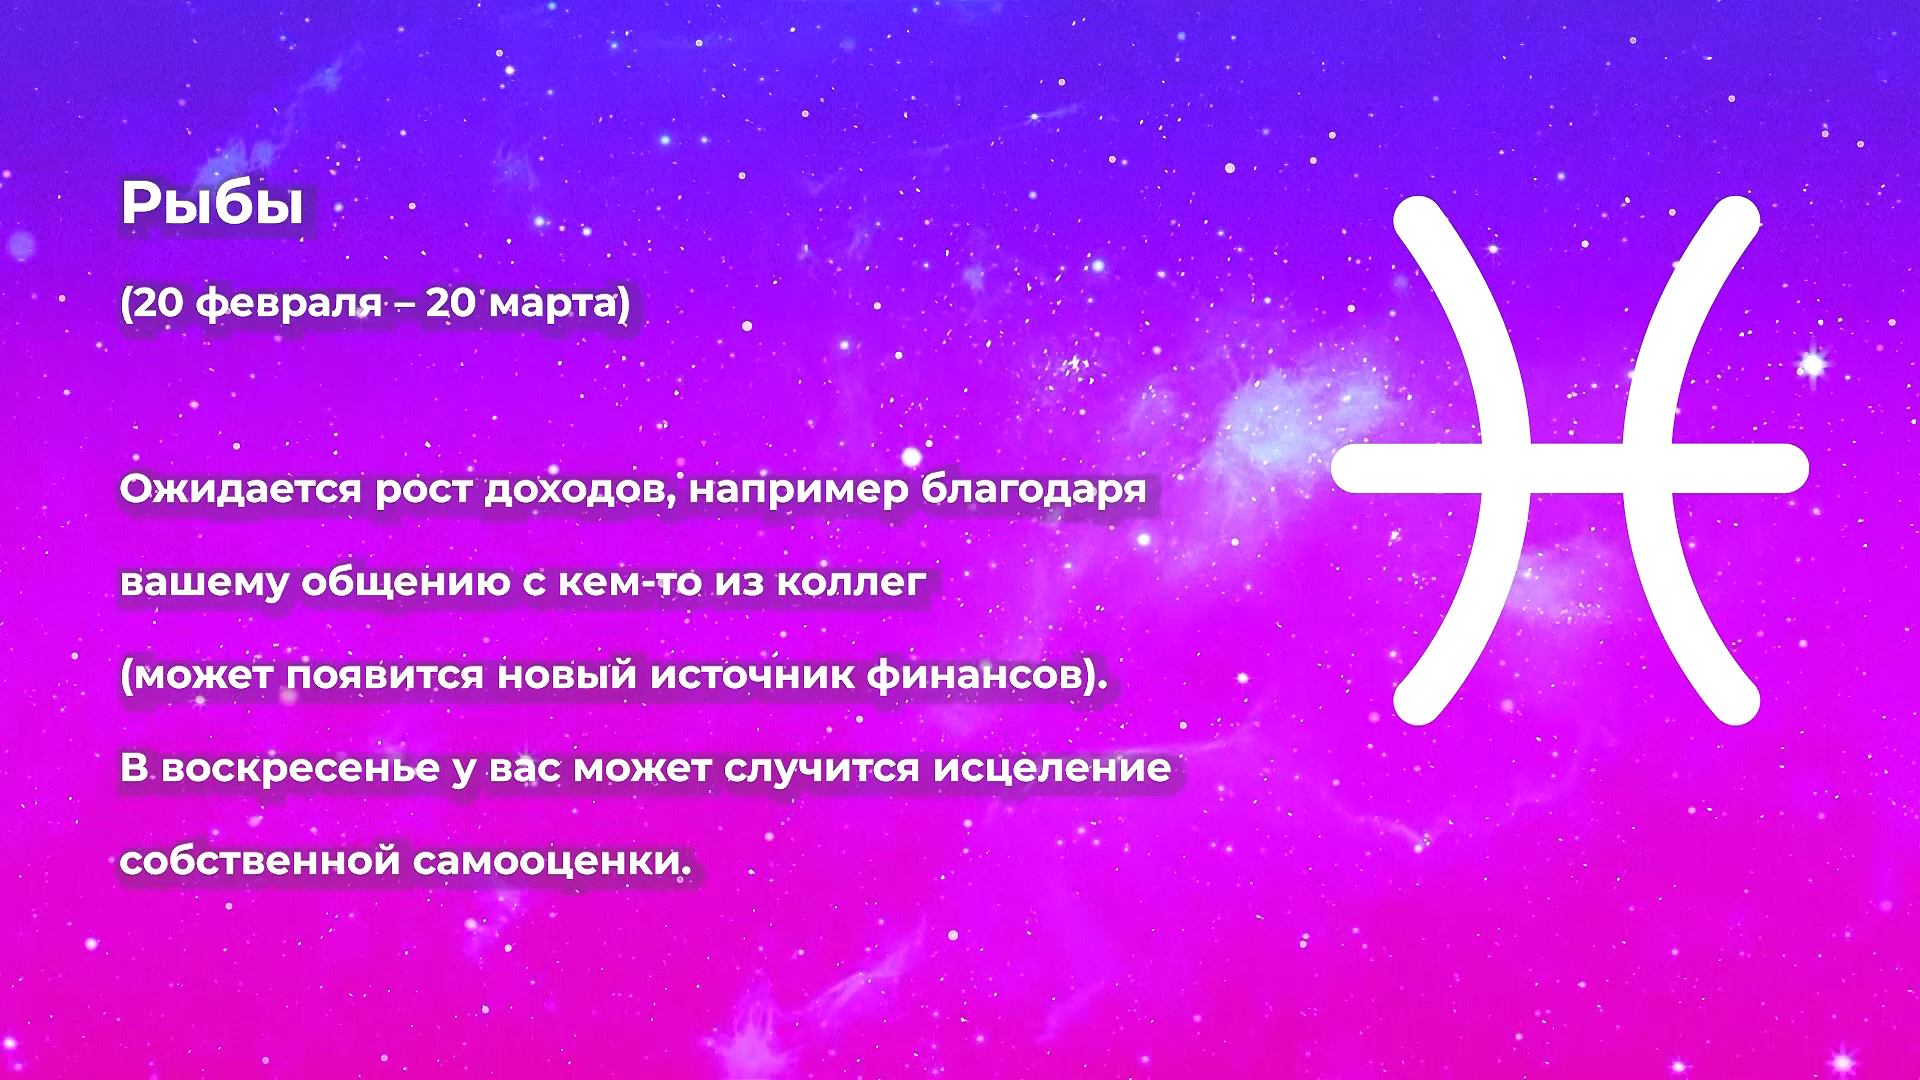 Рыбы
(20 февраля – 20 марта)
Ожидается рост доходов, например благодаря
вашему общению с кем-то из коллег
(может появится новый источник финансов).
В воскресенье у вас может случится исцеление
собственной самооценки.